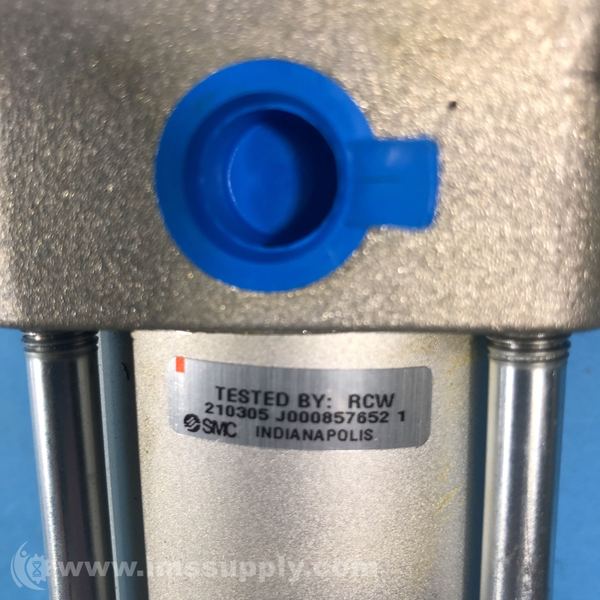 TESTED BY: RCW
210305 J000857652 1
SMC INDIANAPOLIS
www.imssupply.com